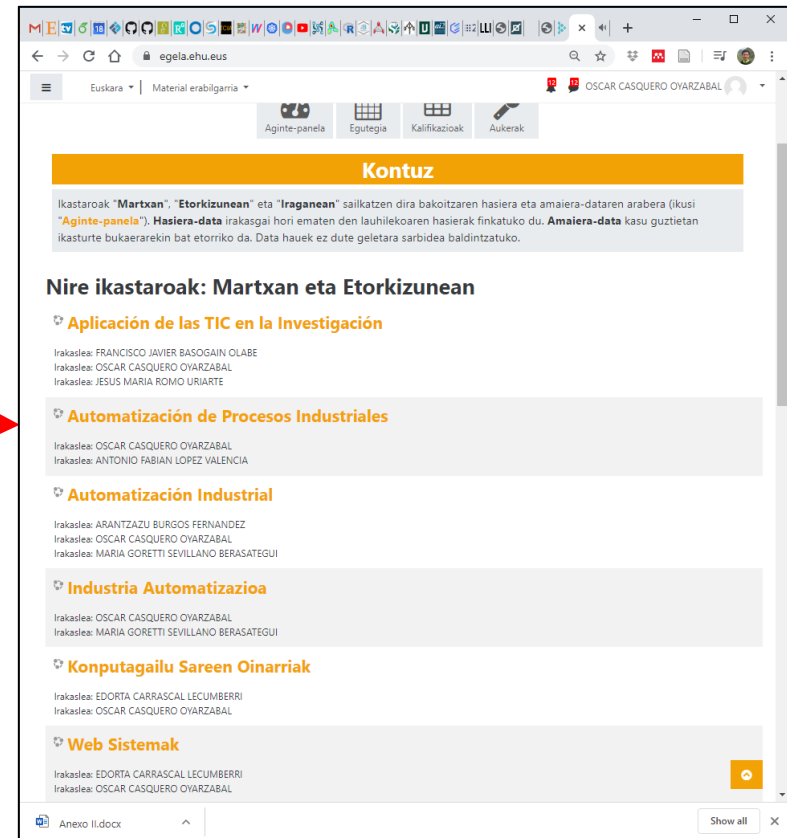 egela.ehu.eus
Euskara
Material erabilgarria
12
12
OSCAR CASQUERO OYARZABAL
Aginte-panela
Egutegia
Kalifikazioak
Aukerak
Kontuz
Ikastaroak "Martxan", "Etorkizunean" eta "Iraganean" sailkatzen dira bakoitzaren hasiera eta amaiera-dataren arabera (ikusi
"Aginte-panela"). Hasiera-data irakasgai hori ematen den lauhilekoaren hasierak finkatuko du. Amaiera-data kasu guztietan
ikasturte bukaerarekin bat etorriko da. Data hauek ez dute geletara sarbidea baldintzatuko.
Nire ikastaroak: Martxan eta Etorkizunean
Aplicación de las TIC en la Investigación
Irakaslea: FRANCISCO JAVIER BASOGAIN OLABE
Irakaslea: OSCAR CASQUERO OYARZABAL
Irakaslea: JESUS MARIA ROMO URIARTE
Automatización de Procesos Industriales
Irakaslea: OSCAR CASQUERO OYARZABAL
Irakaslea: ANTONIO FABIAN LOPEZ VALENCIA
Automatización Industrial
Irakaslea: ARANTZAZU BURGOS FERNANDEZ
Irakaslea: OSCAR CASQUERO OYARZABAL
Irakaslea: MARIA GORETTI SEVILLANO BERASATEGUI
Industria Automatizazioa
Irakaslea: OSCAR CASQUERO OYARZABAL
Irakaslea: MARIA GORETTI SEVILLANO BERASATEGUI
Konputagailu Sareen Oinarriak
Irakaslea: EDORTA CARRASCAL LECUMBERRI
Irakaslea: OSCAR CASQUERO OYARZABAL
Web Sistemak
Irakaslea: EDORTA CARRASCAL LECUMBERRI
Irakaslea: OSCAR CASQUERO OYARZABAL
Anexo II.docx
Show all